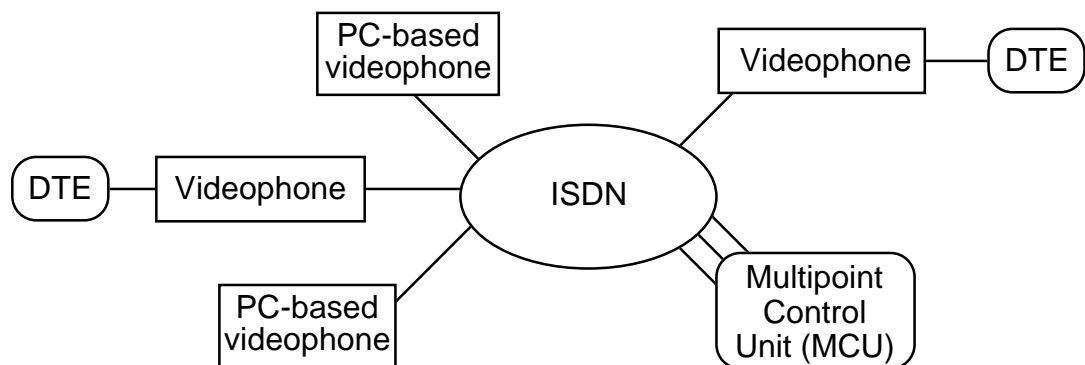 PC-based
videophone
Videophone
DTE
DTE
Videophone
ISDN
PC-based
videophone
Multipoint
Control
Unit (MCU)